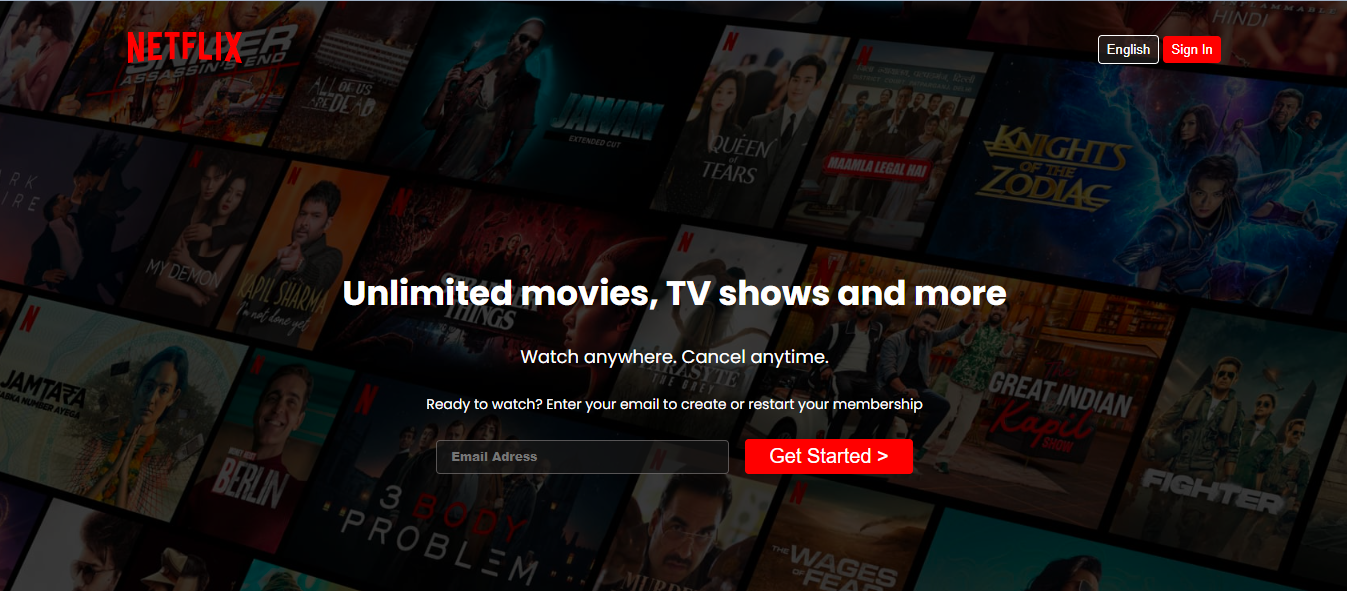 NETFLIX
English
Sign In
HINDI
ASSASSIN'S END
ALL OF US
ARE DEAD
JAWAN
EXTENDED CUT
QUEEN
of
TEARS
MAAMLA LEGAL HAI
KNIGHTS
OF THE
ZODIAC
MY DEMON
KAPIL SHARMA
I'm not done yet
THINGS
Unlimited movies, TV shows and more
Watch anywhere. Cancel anytime.
PARASYTE
THE GREY
Ready to watch? Enter your email to create or restart your membership
JAMTARA
SABKA NUMBER AYEGA
The
GREAT INDIAN
Kapil
SHOW
Email Adress
Get Started >
BERLIN
FIGHTER
3 BODY
PROBLEM
MURDER
THE WAGES
OF FEAR